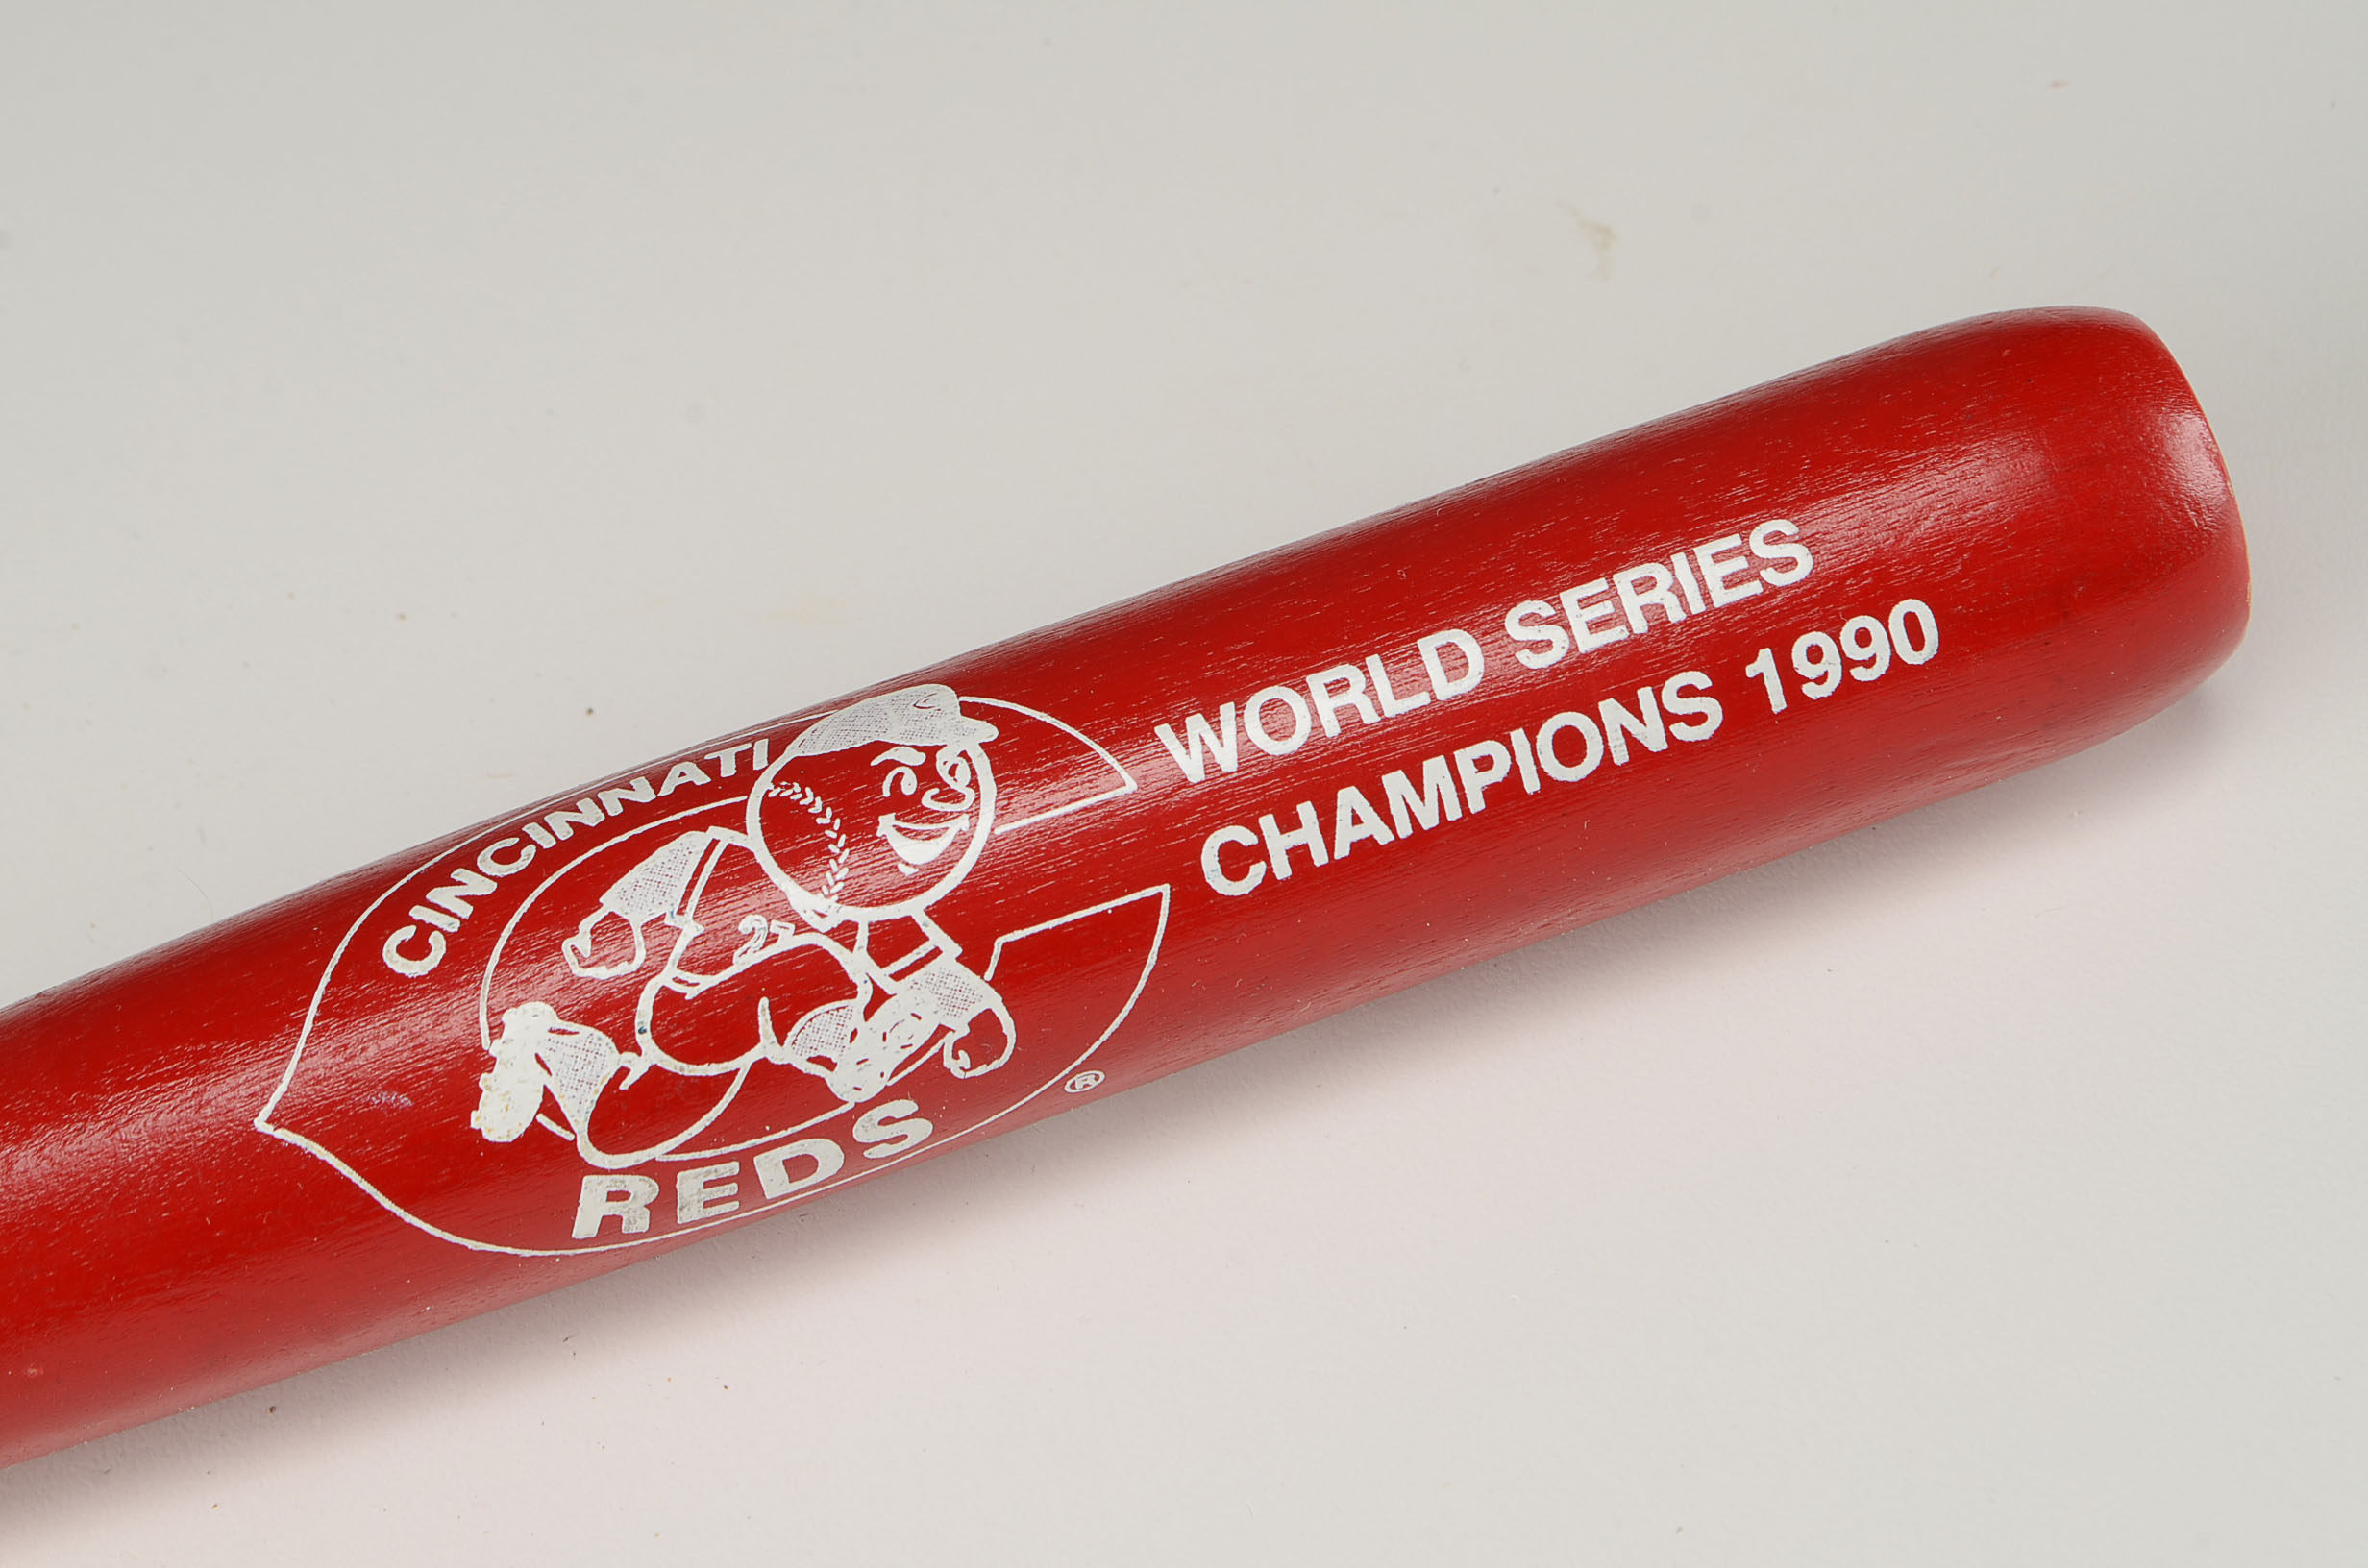 CINCINNATI
REDS
®
WORLD SERIES
CHAMPIONS 1990